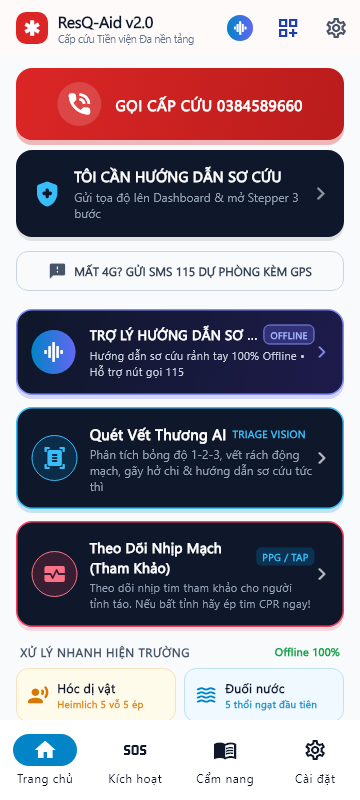 ResQ-Aid v2.0
Cấp cứu Tiền viện Đa nền tảng
GỌI CẤP CỨU 0384589660
TÔI CẦN HƯỚNG DẪN SƠ CỨU
Gửi tọa độ lên Dashboard & mở Stepper 3
bước
MẤT 4G? GỬI SMS 115 DỰ PHÒNG KÈM GPS
TRỢ LÝ HƯỚNG DẪN SƠ ... OFFLINE
Hướng dẫn sơ cứu rảnh tay 100% Offline •
Hỗ trợ nút gọi 115
Quét Vết Thương AI TRIAGE VISION
Phân tích bỏng độ 1-2-3, vết rách động
mạch, gãy hở chi & hướng dẫn sơ cứu tức
thì
Theo Dõi Nhịp Mạch
(Tham Khảo)
PPG / TAP
Theo dõi nhịp tim tham khảo cho người
tỉnh táo. Nếu bất tỉnh hãy ép tim CPR ngay!
XỬ LÝ NHANH HIỆN TRƯỜNG Offline 100%
Hóc dị vật
Heimlich 5 vỗ 5 ép
Đuối nước
5 thổi ngạt đầu tiên
Trang chủ
SOS
Kích hoạt
Cẩm nang
Cài đặt